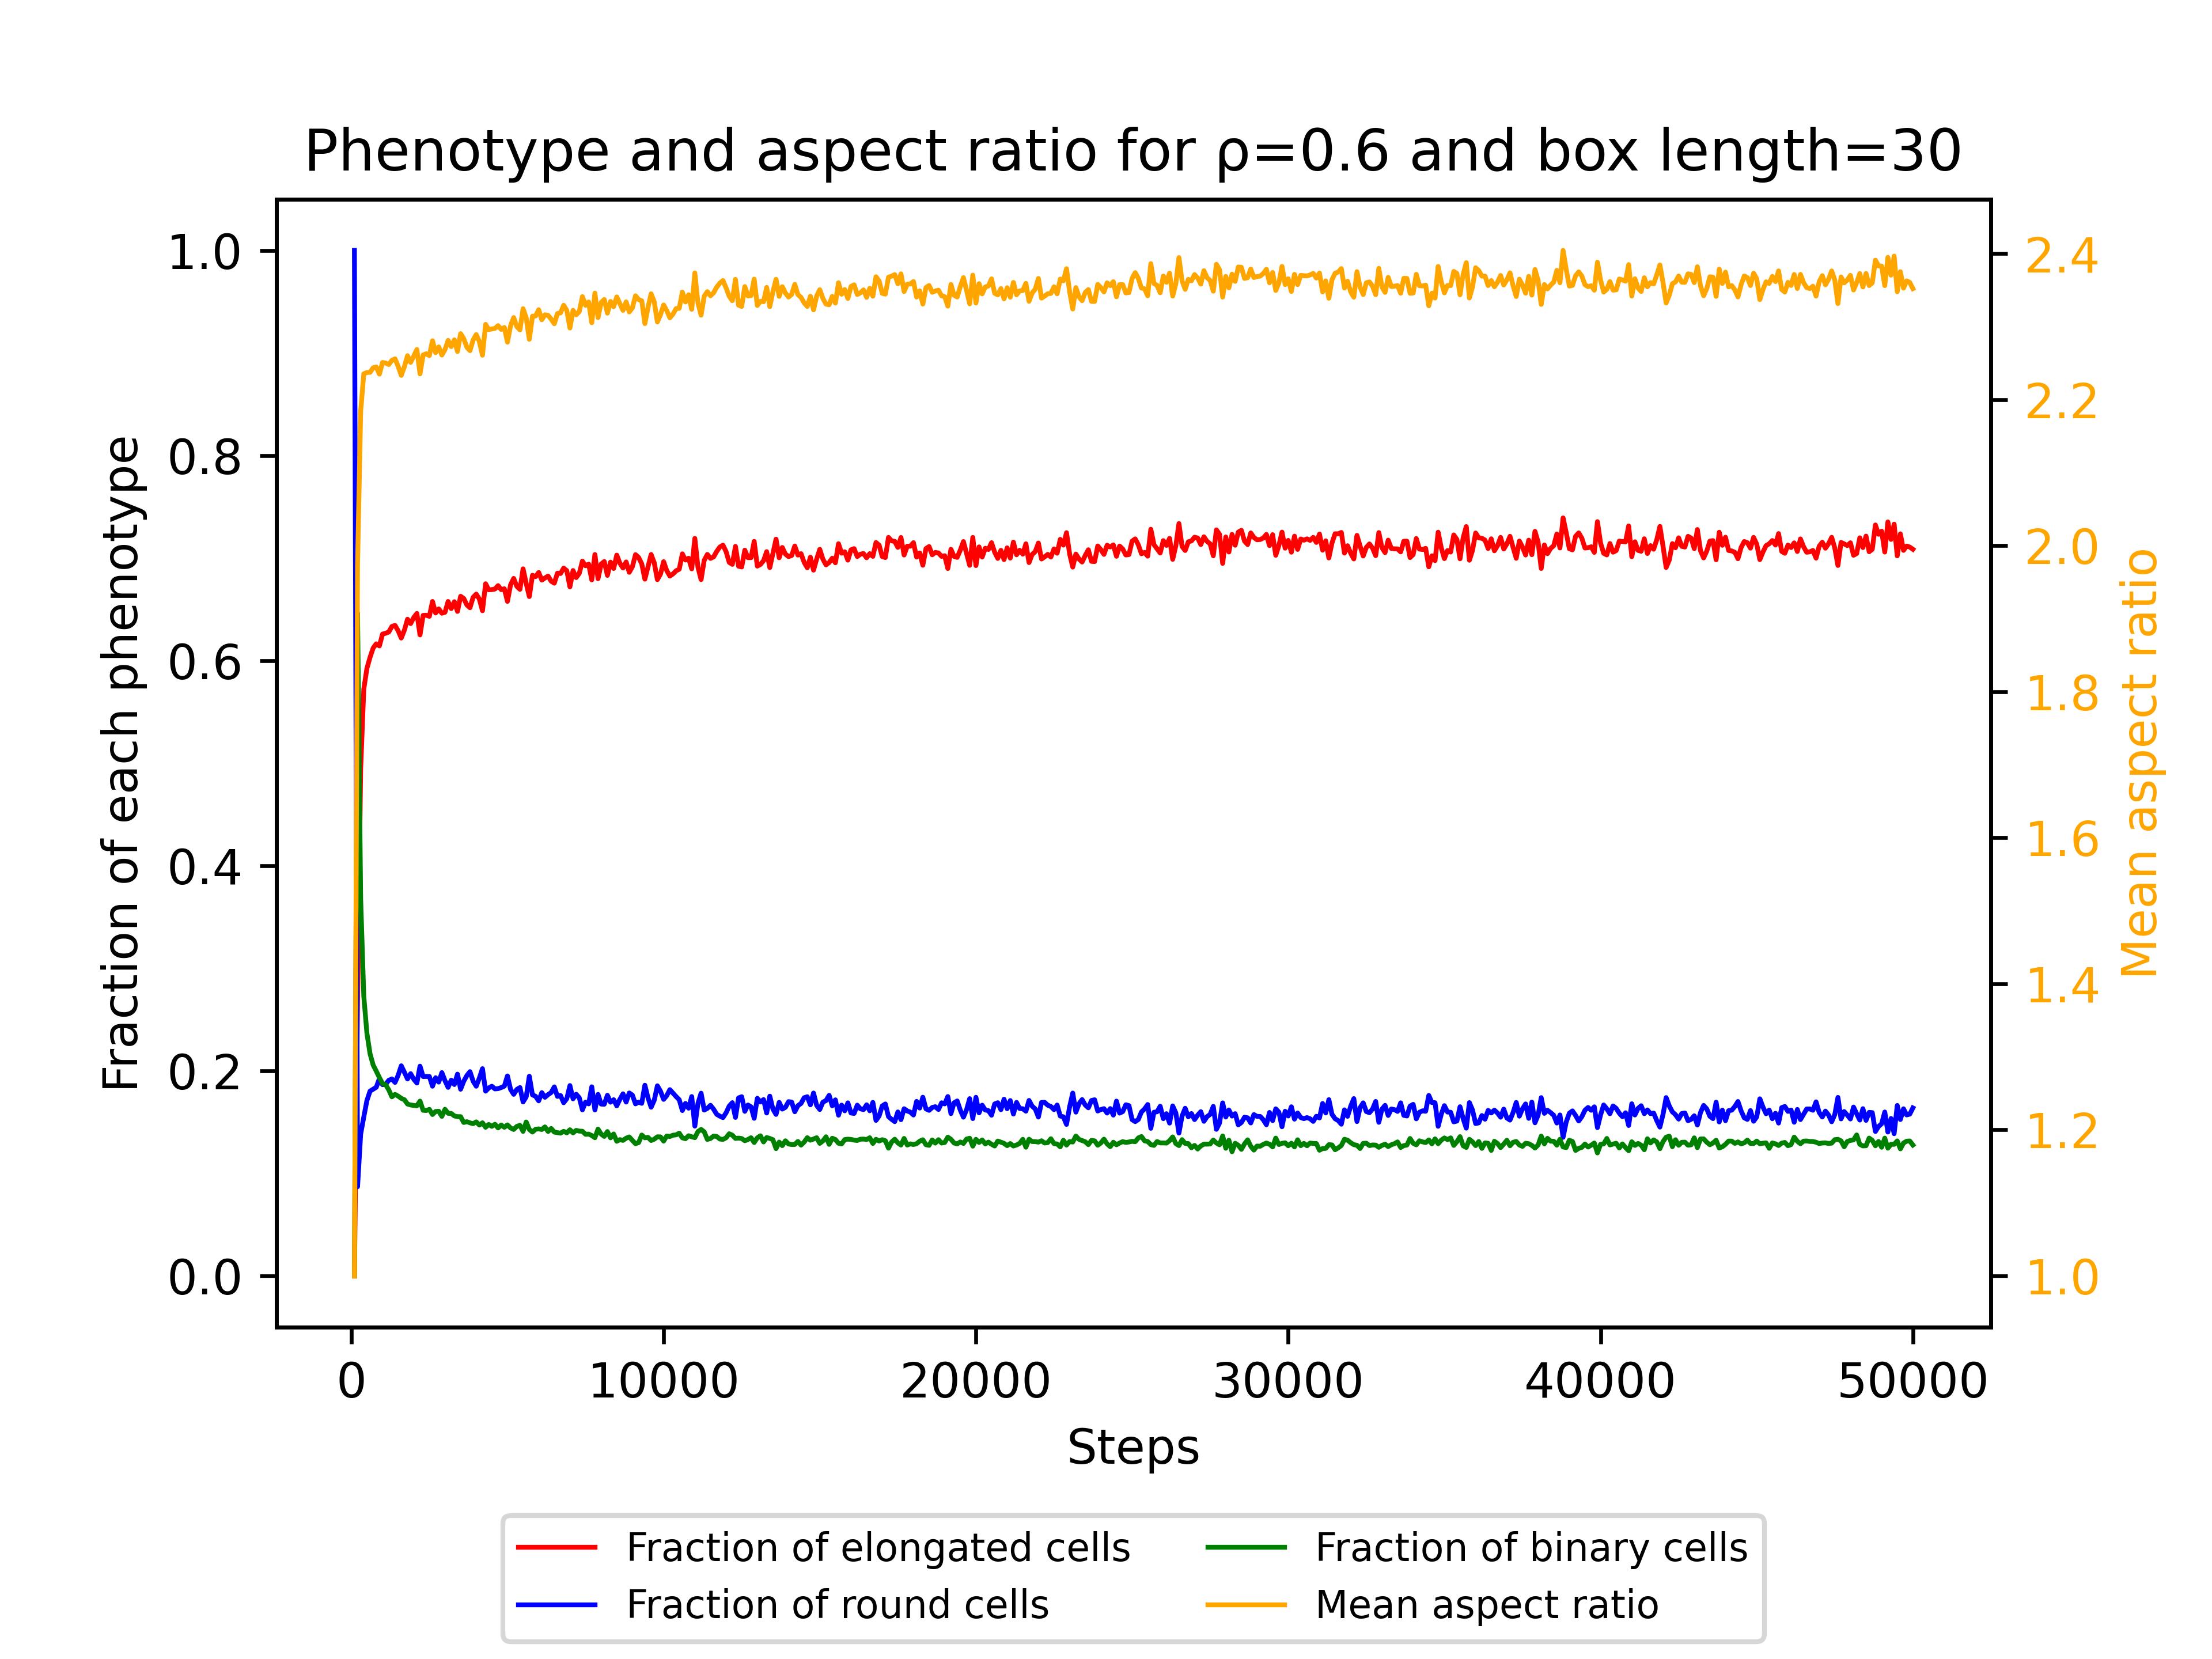 Phenotype and aspect ratio for ρ=0.6 and box length=30
Fraction of each phenotype
1.0
0.8
0.6
0.4
0.2
0.0
2.4
2.2
2.0
1.8
1.6
1.4
1.2
1.0
Mean aspect ratio
0 10000 20000 30000 40000 50000
Steps
Fraction of elongated cells
Fraction of round cells
Fraction of binary cells
Mean aspect ratio